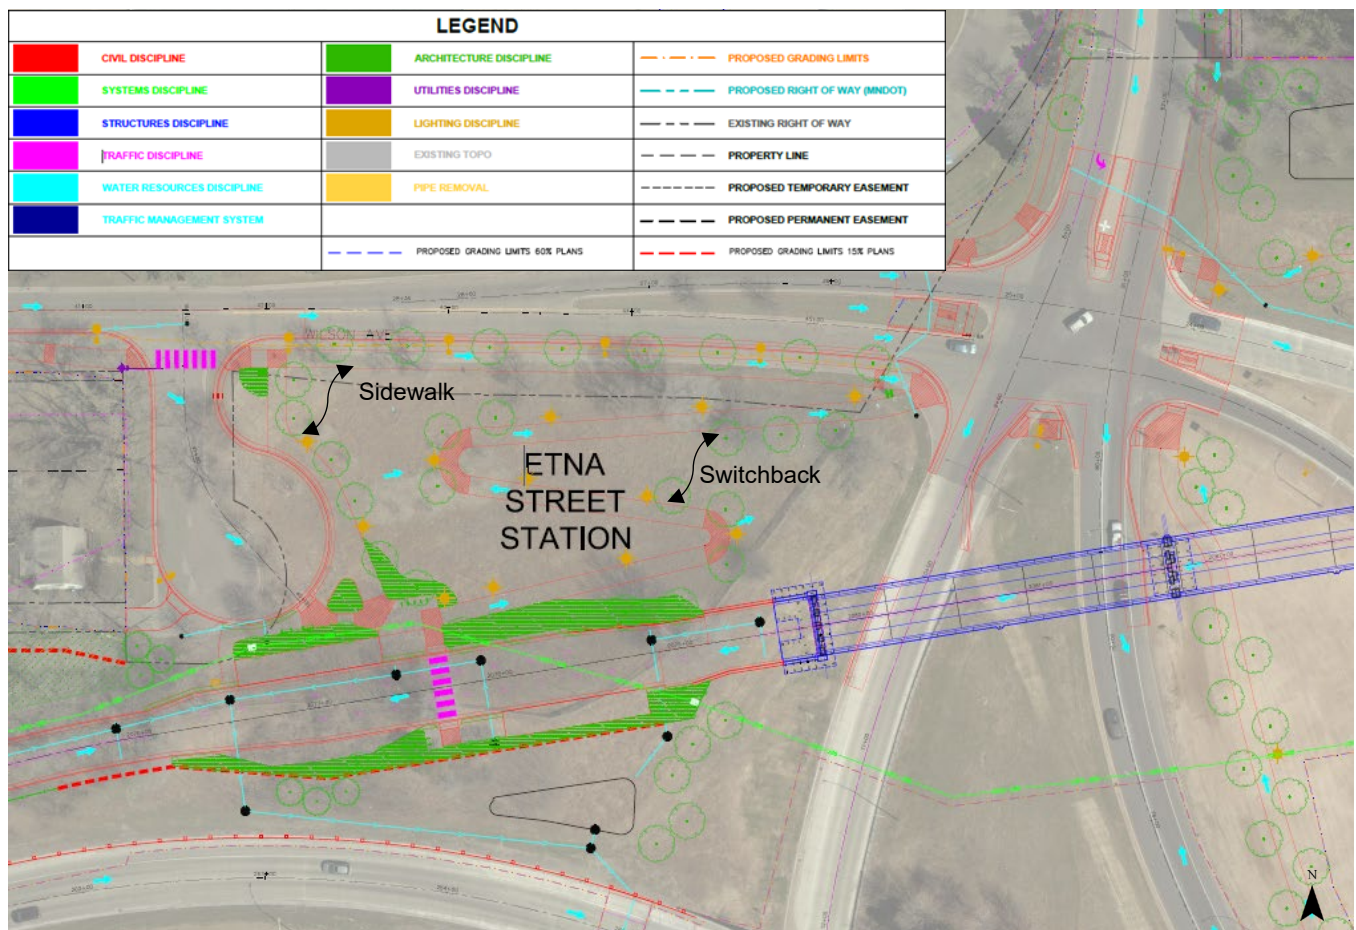 LEGEND
CIVIL DISCIPLINE
ARCHITECTURE DISCIPLINE
PROPOSED GRADING LIMITS
SYSTEMS DISCIPLINE
UTILITIES DISCIPLINE
PROPOSED RIGHT OF WAY (MNDOT)
STRUCTURES DISCIPLINE
LIGHTING DISCIPLINE
EXISTING RIGHT OF WAY
TRAFFIC DISCIPLINE
EXISTING TOPO
PROPERTY LINE
WATER RESOURCES DISCIPLINE
PIPE REMOVAL
PROPOSED TEMPORARY EASEMENT
TRAFFIC MANAGEMENT SYSTEM
PROPOSED PERMANENT EASEMENT
PROPOSED GRADING LIMITS 60% PLANS
PROPOSED GRADING LIMITS 15% PLANS
WILSON AVE
Sidewalk
Switchback
ETNA
STREET
STATION
N